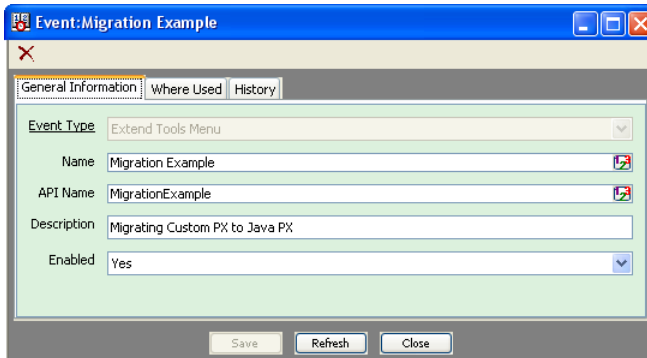 Event:Migration Example
General Information Where Used History
Event Type Extend Tools Menu
Name Migration Example
API Name MigrationExample
Description Migrating Custom PX to Java PX
Enabled Yes
Save Refresh Close